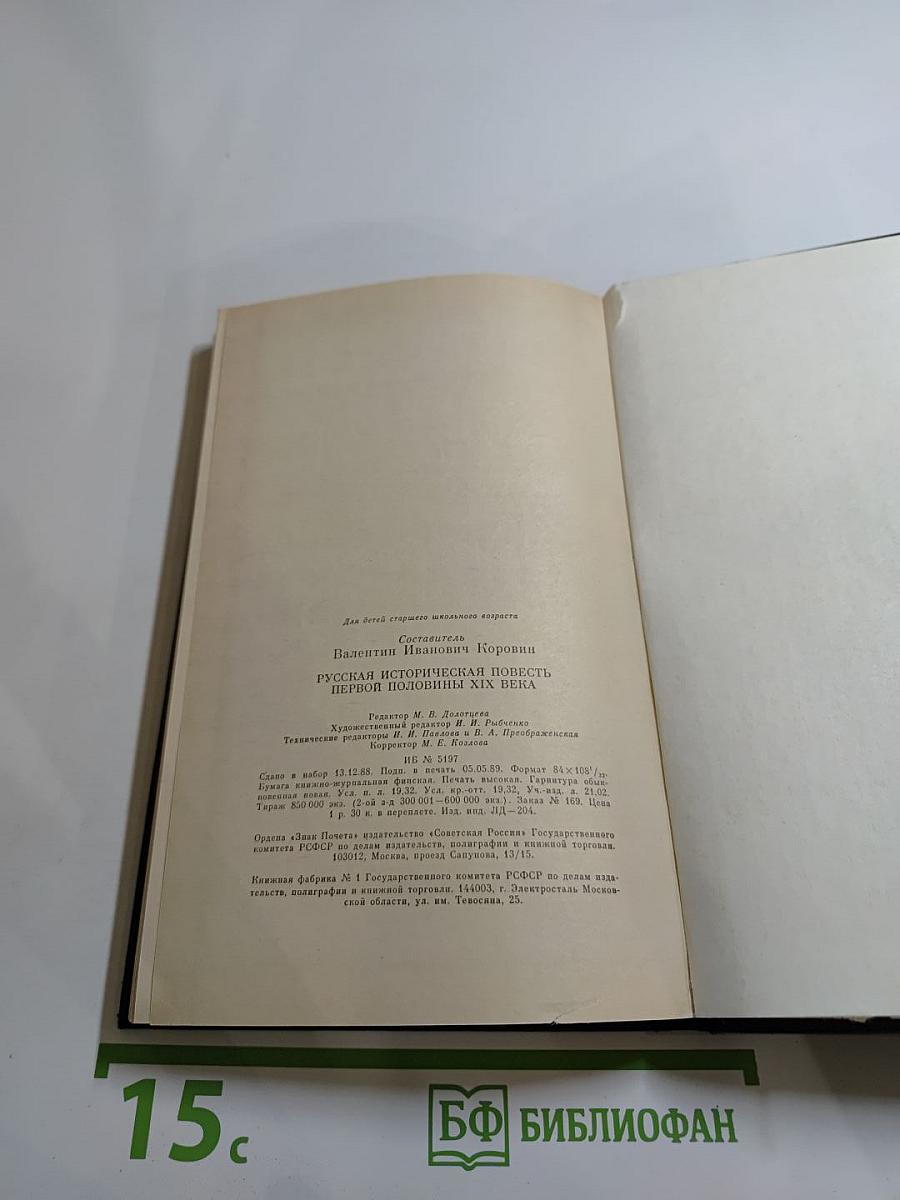 Для детей старшего школьного возраста
Составитель
Валентин Иванович Коровин
РУССКАЯ ИСТОРИЧЕСКАЯ ПОВЕСТЬ
ПЕРВОЙ ПОЛОВИНЫ XIX ВЕКА
Редактор М. В. Долотцева
Художественный редактор И. И. Рыбченко
Технические редакторы И. И. Павлова и В. А. Преображенская
Корректор М. Е. Козлова
ИБ № 5197
Сдано в набор 13.12.88. Подп. в печать 05.05.89. Формат 84×108¹/₃₂.
Бумага книжно-журнальная финская. Печать высокая. Гарнитура обык-
новенная новая. Усл. п. л. 19,32. Усл. кр.-отт. 19,32, Уч.-изд. л. 21,02.
Тираж 850 000 экз. (2-ой з-д 300 001—600 000 экз.). Заказ № 169. Цена
1 р. 30 к. в переплете. Изд. инд. ЛД—204.
Ордена «Знак Почета» издательство «Советская Россия» Государственного
комитета РСФСР по делам издательств, полиграфии и книжной торговли.
103012, Москва, проезд Сапунова, 13/15.
Книжная фабрика № 1 Государственного комитета РСФСР по делам изда-
тельств, полиграфии и книжной торговли. 144003, г. Электросталь Москов-
ской области, ул. им. Тевосяна, 25.
15 с
БФ БИБЛИОФАН